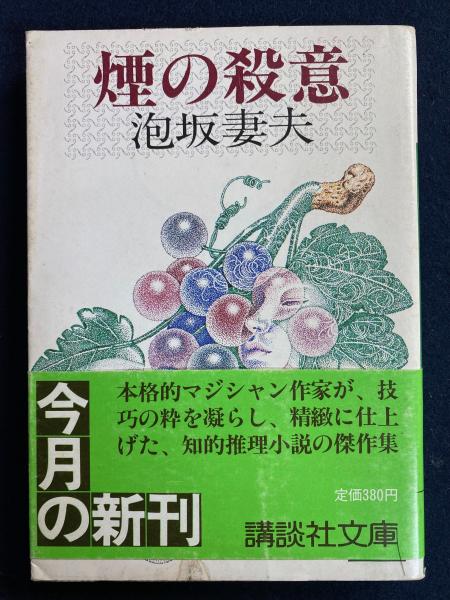 煙の殺意
泡坂妻夫
今月の新刊
本格的マジシャン作家が、技
巧の粋を凝らし、精緻に仕上
げた、知的推理小説の傑作集
定価380円
講談社文庫